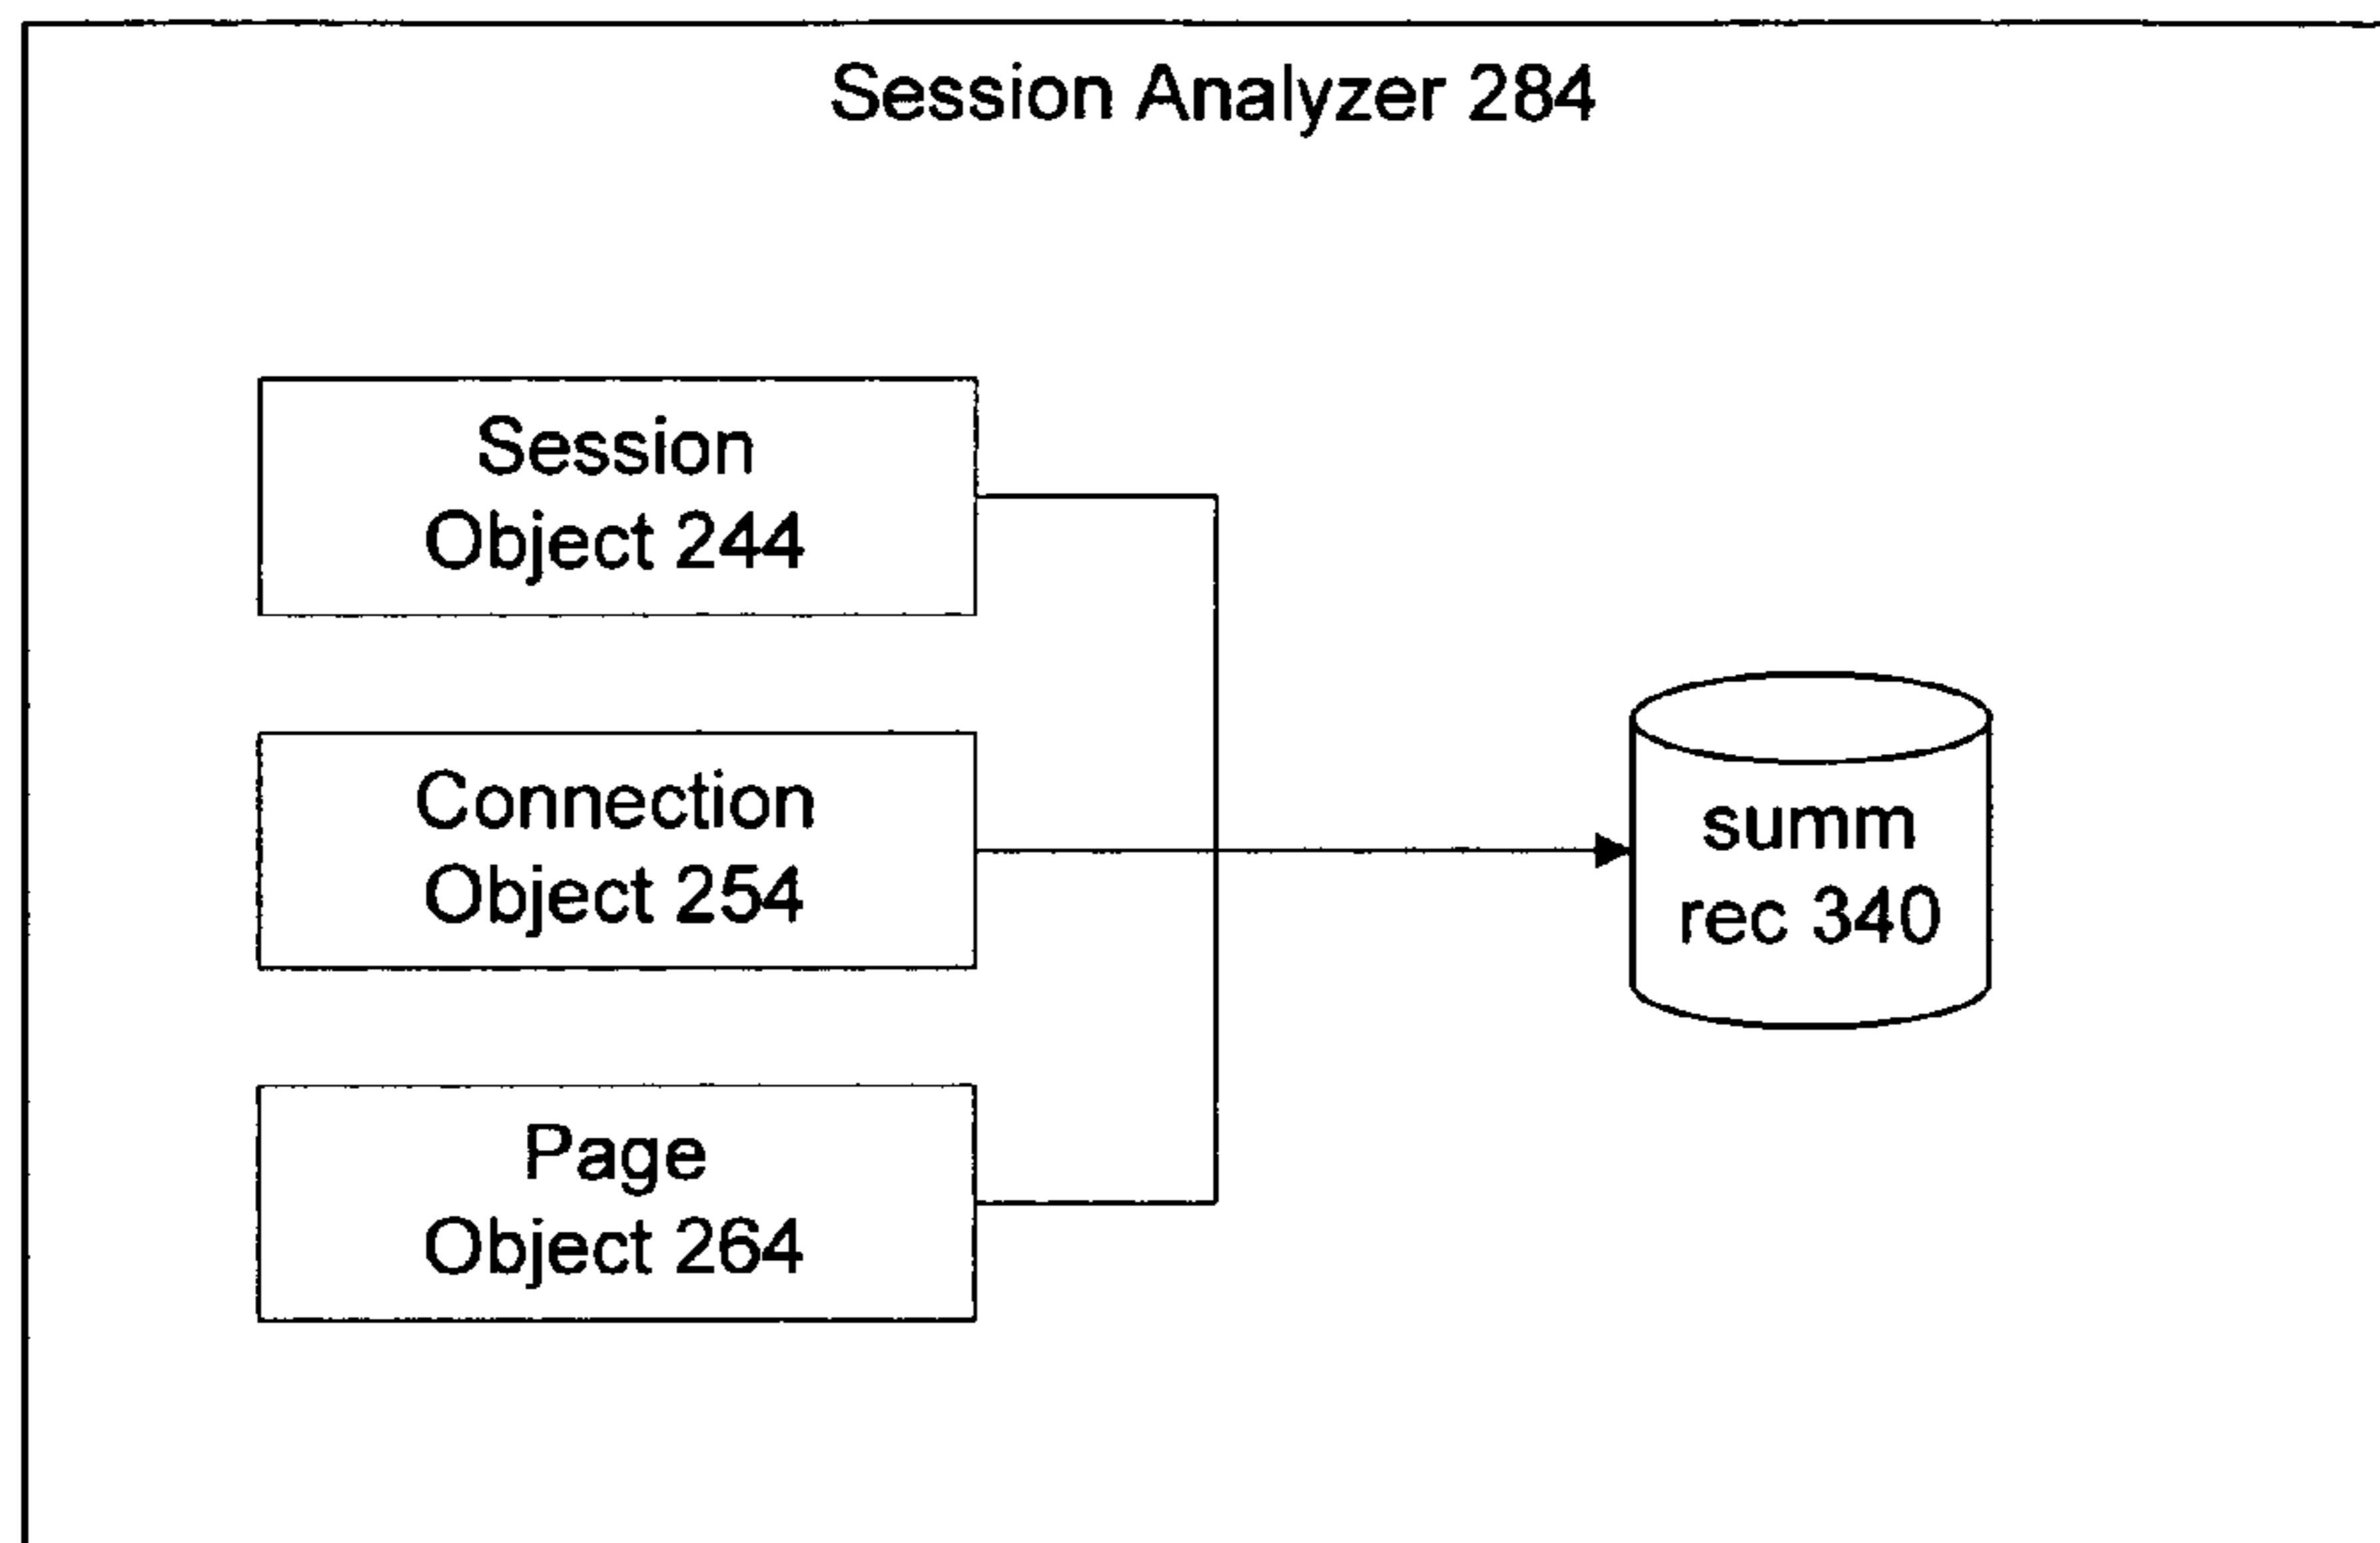 Session Analyzer 284
Session
Object 244
Connection
Object 254
summ
rec 340
Page
Object 264